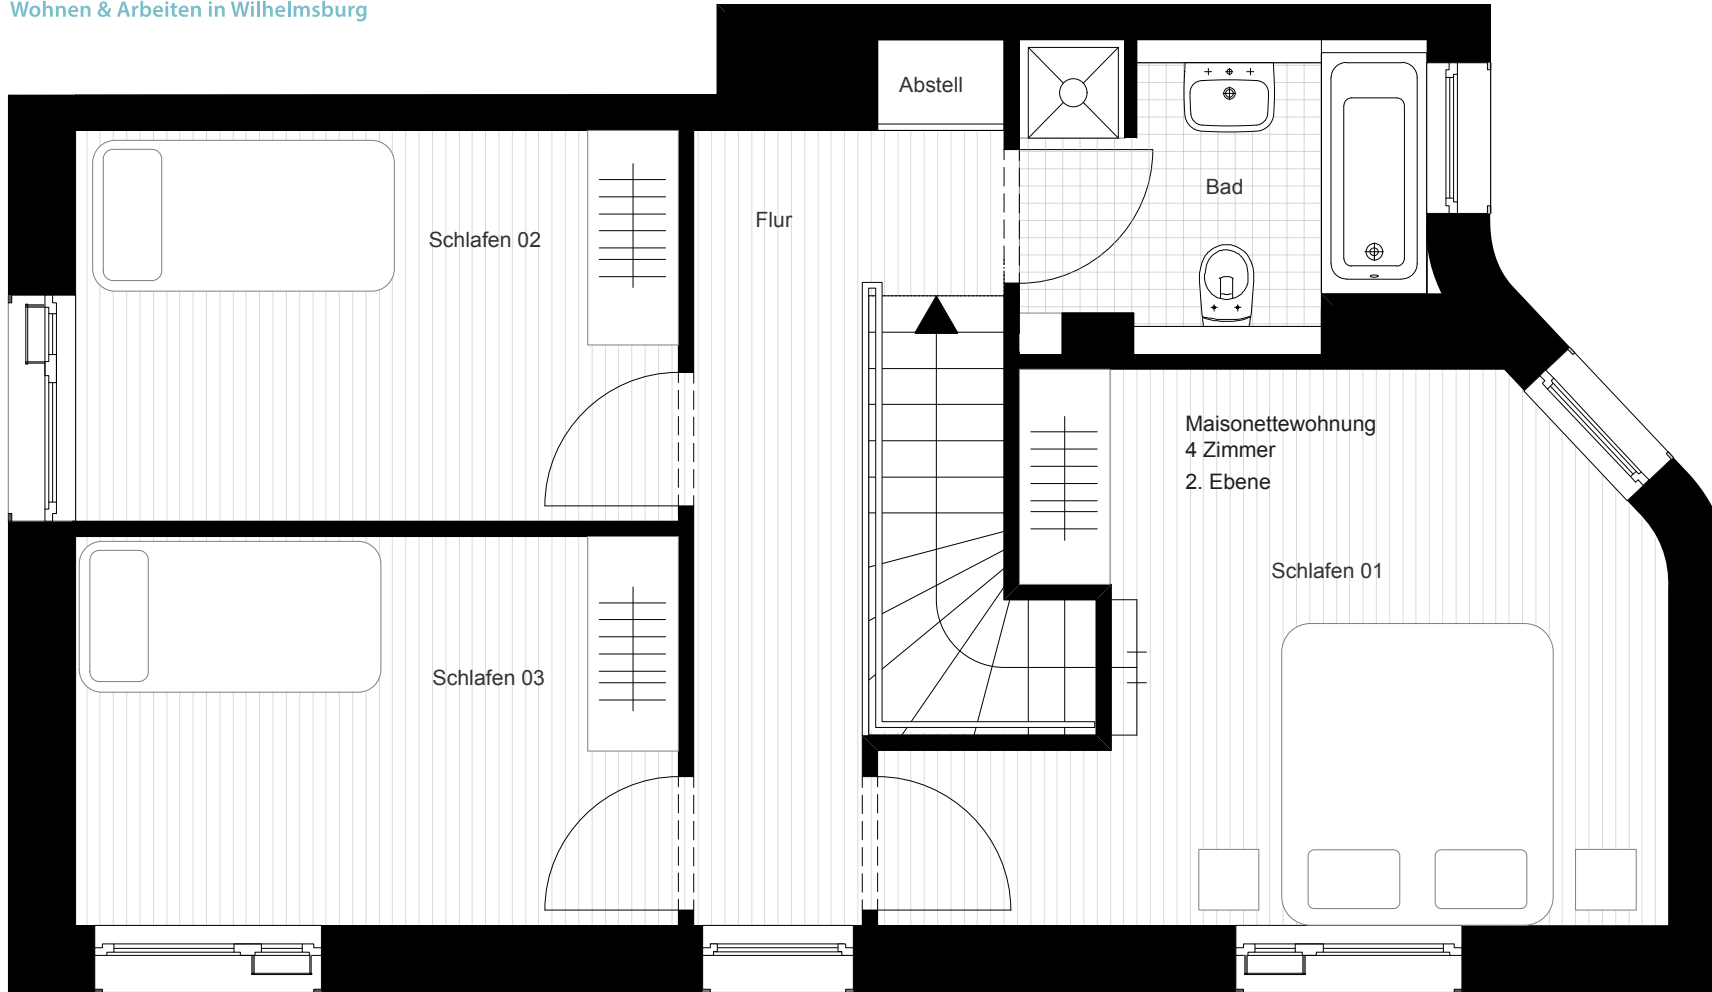 Wohnen & Arbeiten in Wilhelmsburg
Abstell
Bad
Flur
Schlafen 02
Maisonettewohnung
4 Zimmer
2. Ebene
Schlafen 01
Schlafen 03